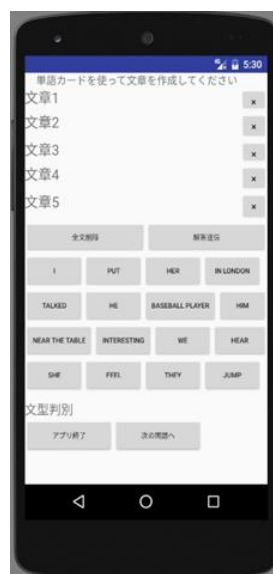 5:30
単語カードを使って文章を作成してください
文章1 ×
文章2 ×
文章3 ×
文章4 ×
文章5 ×
全文削除 解答送信
I PUT HER IN LONDON
TALKED HE BASEBALL PLAYER HIM
NEAR THE TABLE INTERESTING WE HEAR
SHE FEEL THEY JUMP
文型判別
アプリ終了 次の問題へ